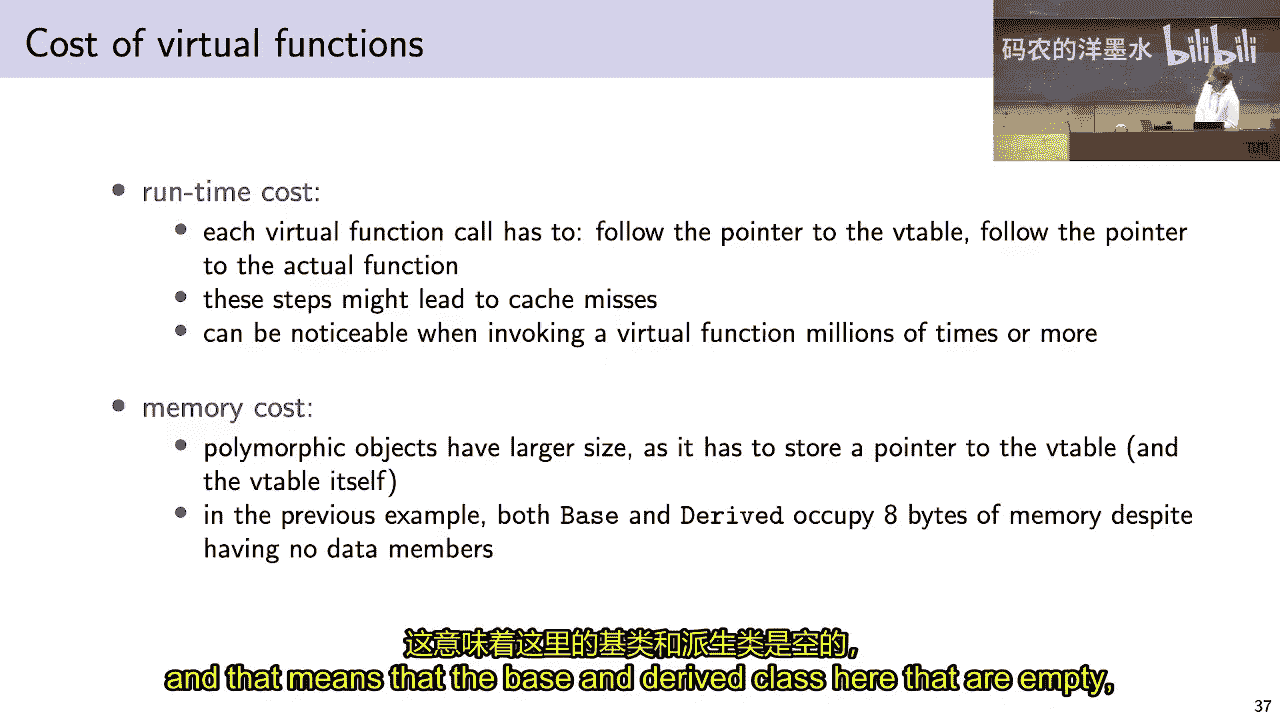 Cost of virtual functions
码农的洋墨水 bilibili
• run-time cost:
• each virtual function call has to: follow the pointer to the vtable, follow the pointer
to the actual function
• these steps might lead to cache misses
• can be noticeable when invoking a virtual function millions of times or more
• memory cost:
• polymorphic objects have larger size, as it has to store a pointer to the vtable (and
the vtable itself)
• in the previous example, both Base and Derived occupy 8 bytes of memory despite
having no data members
这意味着这里的基类和派生类是空的,
and that means that the base and derived class here that are empty,
37